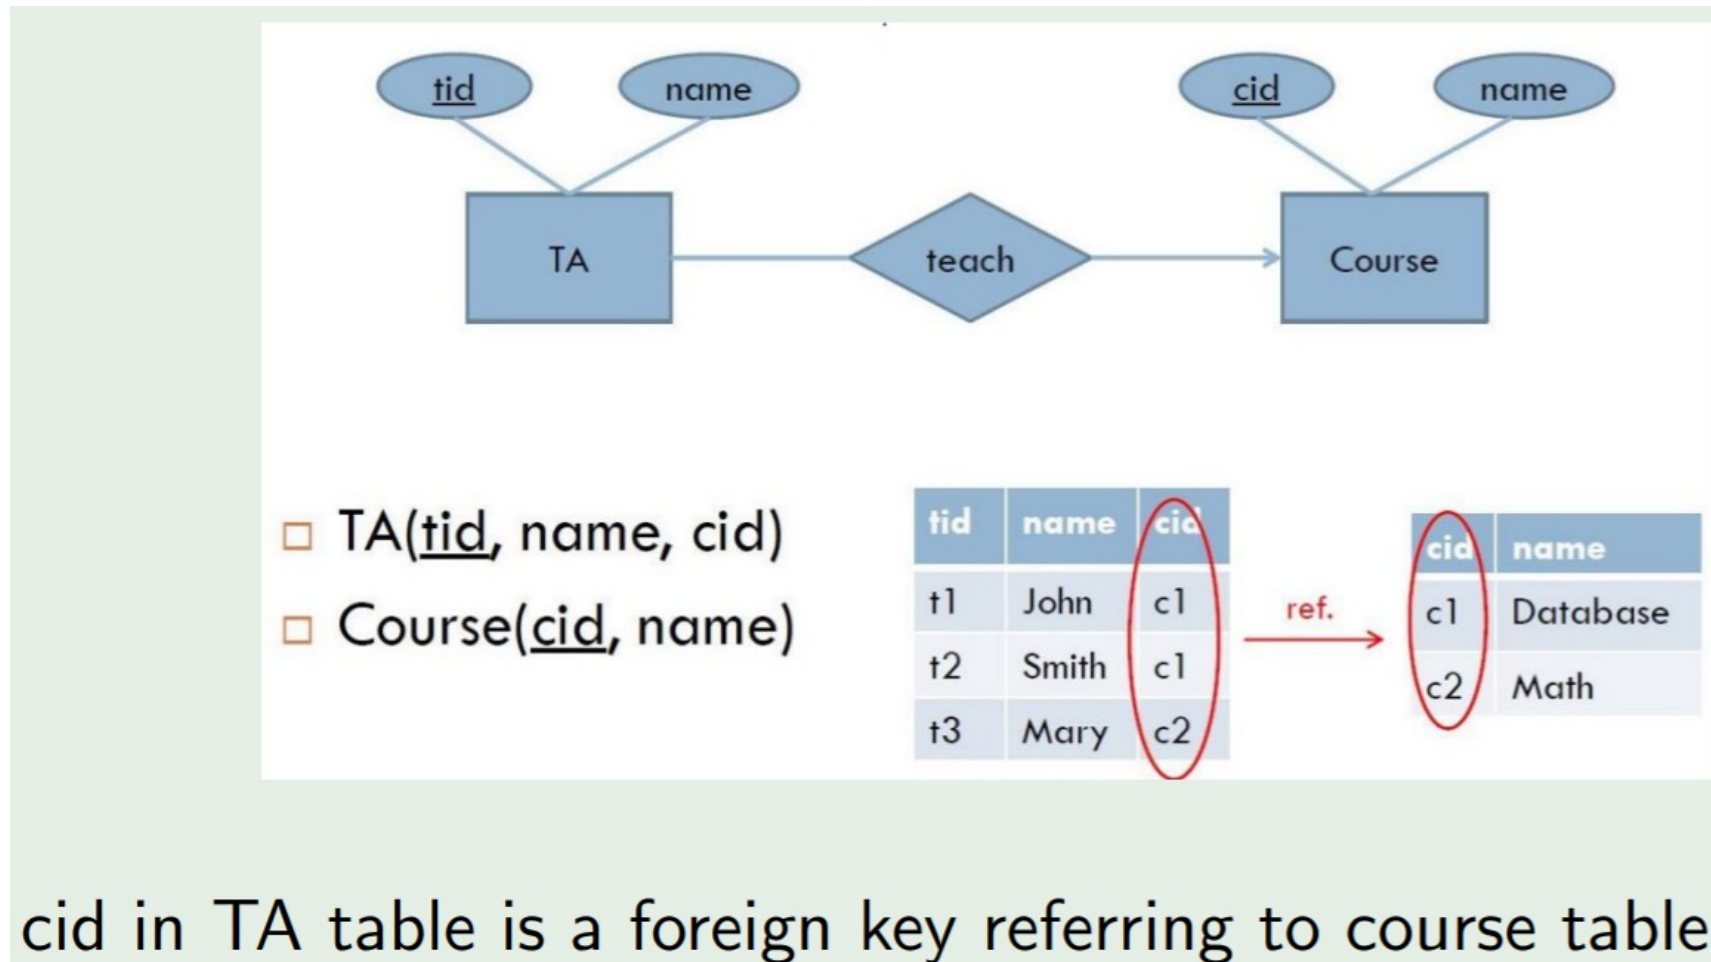 tid name cid name
TA teach Course
□ TA(tid, name, cid)
□ Course(cid, name)
tid name cid
t1 John c1
t2 Smith c1
t3 Mary c2
ref.
cid name
c1 Database
c2 Math
cid in TA table is a foreign key referring to course table